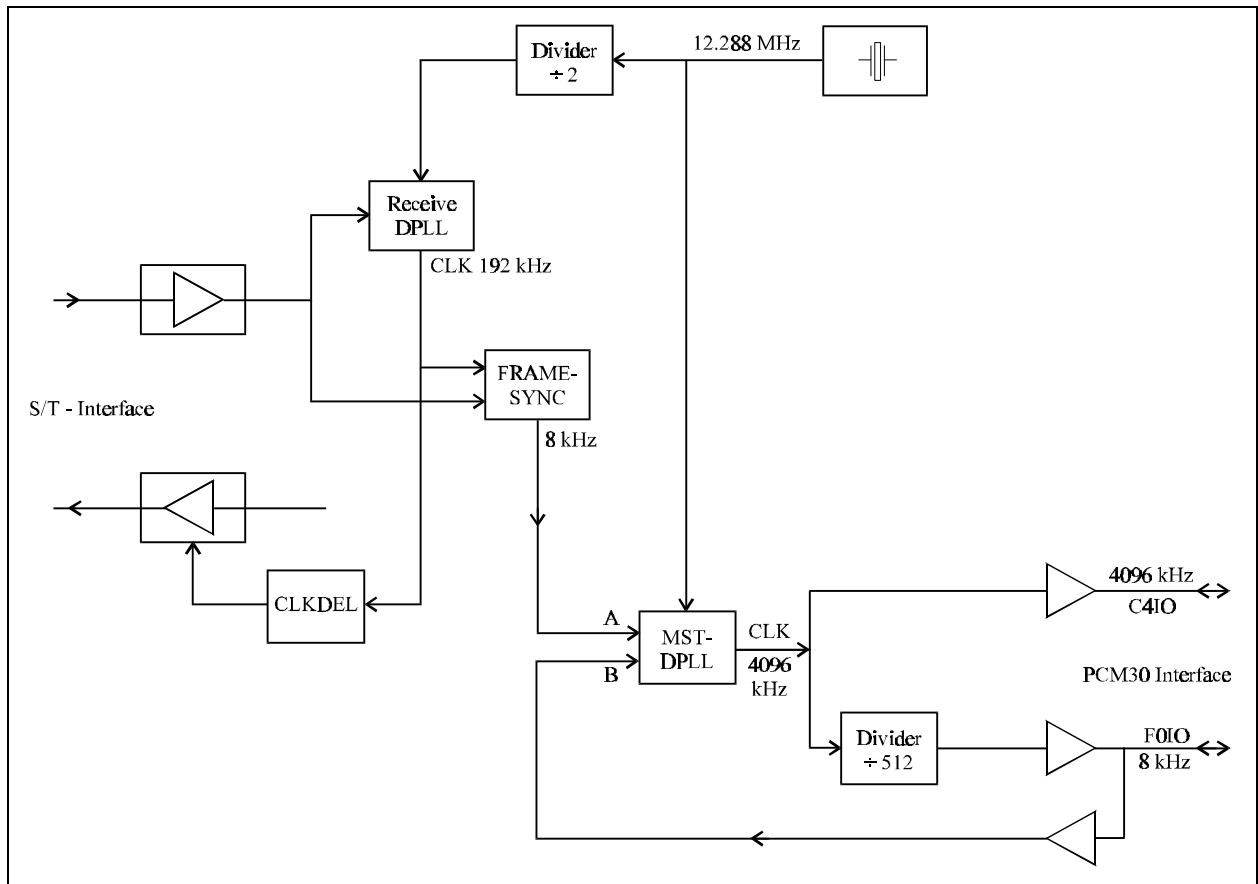 Divider
÷ 2
12.288 MHz
Receive
DPLL
CLK 192 kHz
FRAME-
SYNC
S/T - Interface
8 kHz
CLKDEL
A
B
MST-
DPLL
CLK
4096
kHz
4096 kHz
C4IO
PCM30 Interface
Divider
÷ 512
F0IO
8 kHz